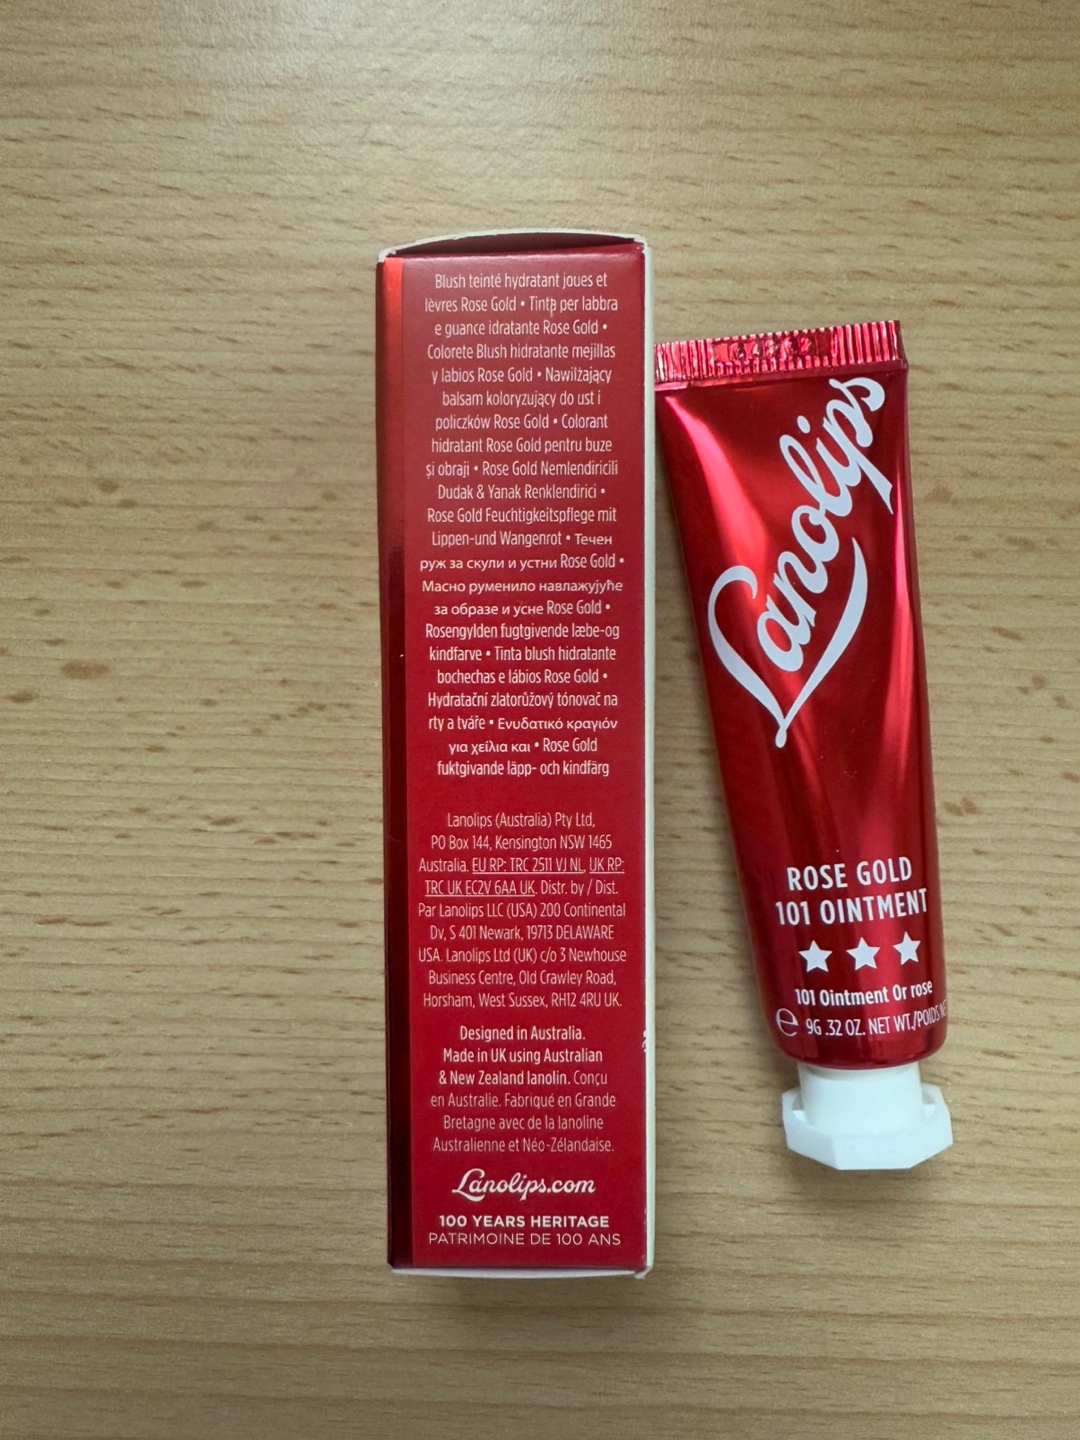 Blush teinté hydratant joues et
lèvres Rose Gold • Tinta per labbra
e guance idratante Rose Gold •
Colorete Blush hidratante mejillas
y labios Rose Gold • Nawilżający
balsam koloryzujący do ust i
policzków Rose Gold • Colorant
hidratant Rose Gold pentru buze
și obraji • Rose Gold Nemlendiricili
Dudak & Yanak Renklendirici •
Rose Gold Feuchtigkeitspflege mit
Lippen-und Wangenrot • Течен
руж за скули и устни Rose Gold •
Масно руменило навлажујуће
за образе и усне Rose Gold •
Rosengylden fugtgivende læbe-og
kindfarve • Tinta blush hidratante
bochechas e lábios Rose Gold •
Hydratační zlatorůžový tónovač na
rty a tváře • Ενυδατικό κραγιόν
για χείλια και • Rose Gold
fuktgivande läpp- och kindfärg
Lanolips (Australia) Pty Ltd,
PO Box 144, Kensington NSW 1465
Australia. EU RP: TRC 2511 VJ NL, UK RP:
TRC UK EC2V 6AA UK. Distr. by / Dist.
Par Lanolips LLC (USA) 200 Continental
Dv, S 401 Newark, 19713 DELAWARE
USA. Lanolips Ltd (UK) c/o 3 Newhouse
Business Centre, Old Crawley Road,
Horsham, West Sussex, RH12 4RU UK.
Designed in Australia.
Made in UK using Australian
& New Zealand lanolin. Conçu
en Australie. Fabriqué en Grande
Bretagne avec de la lanoline
Australienne et Néo-Zélandaise.
Lanolips.com
100 YEARS HERITAGE
PATRIMOINE DE 100 ANS
Lanolips
ROSE GOLD
101 OINTMENT
101 Ointment Or rose
e 9G .32 OZ. NET WT./POIDS NE